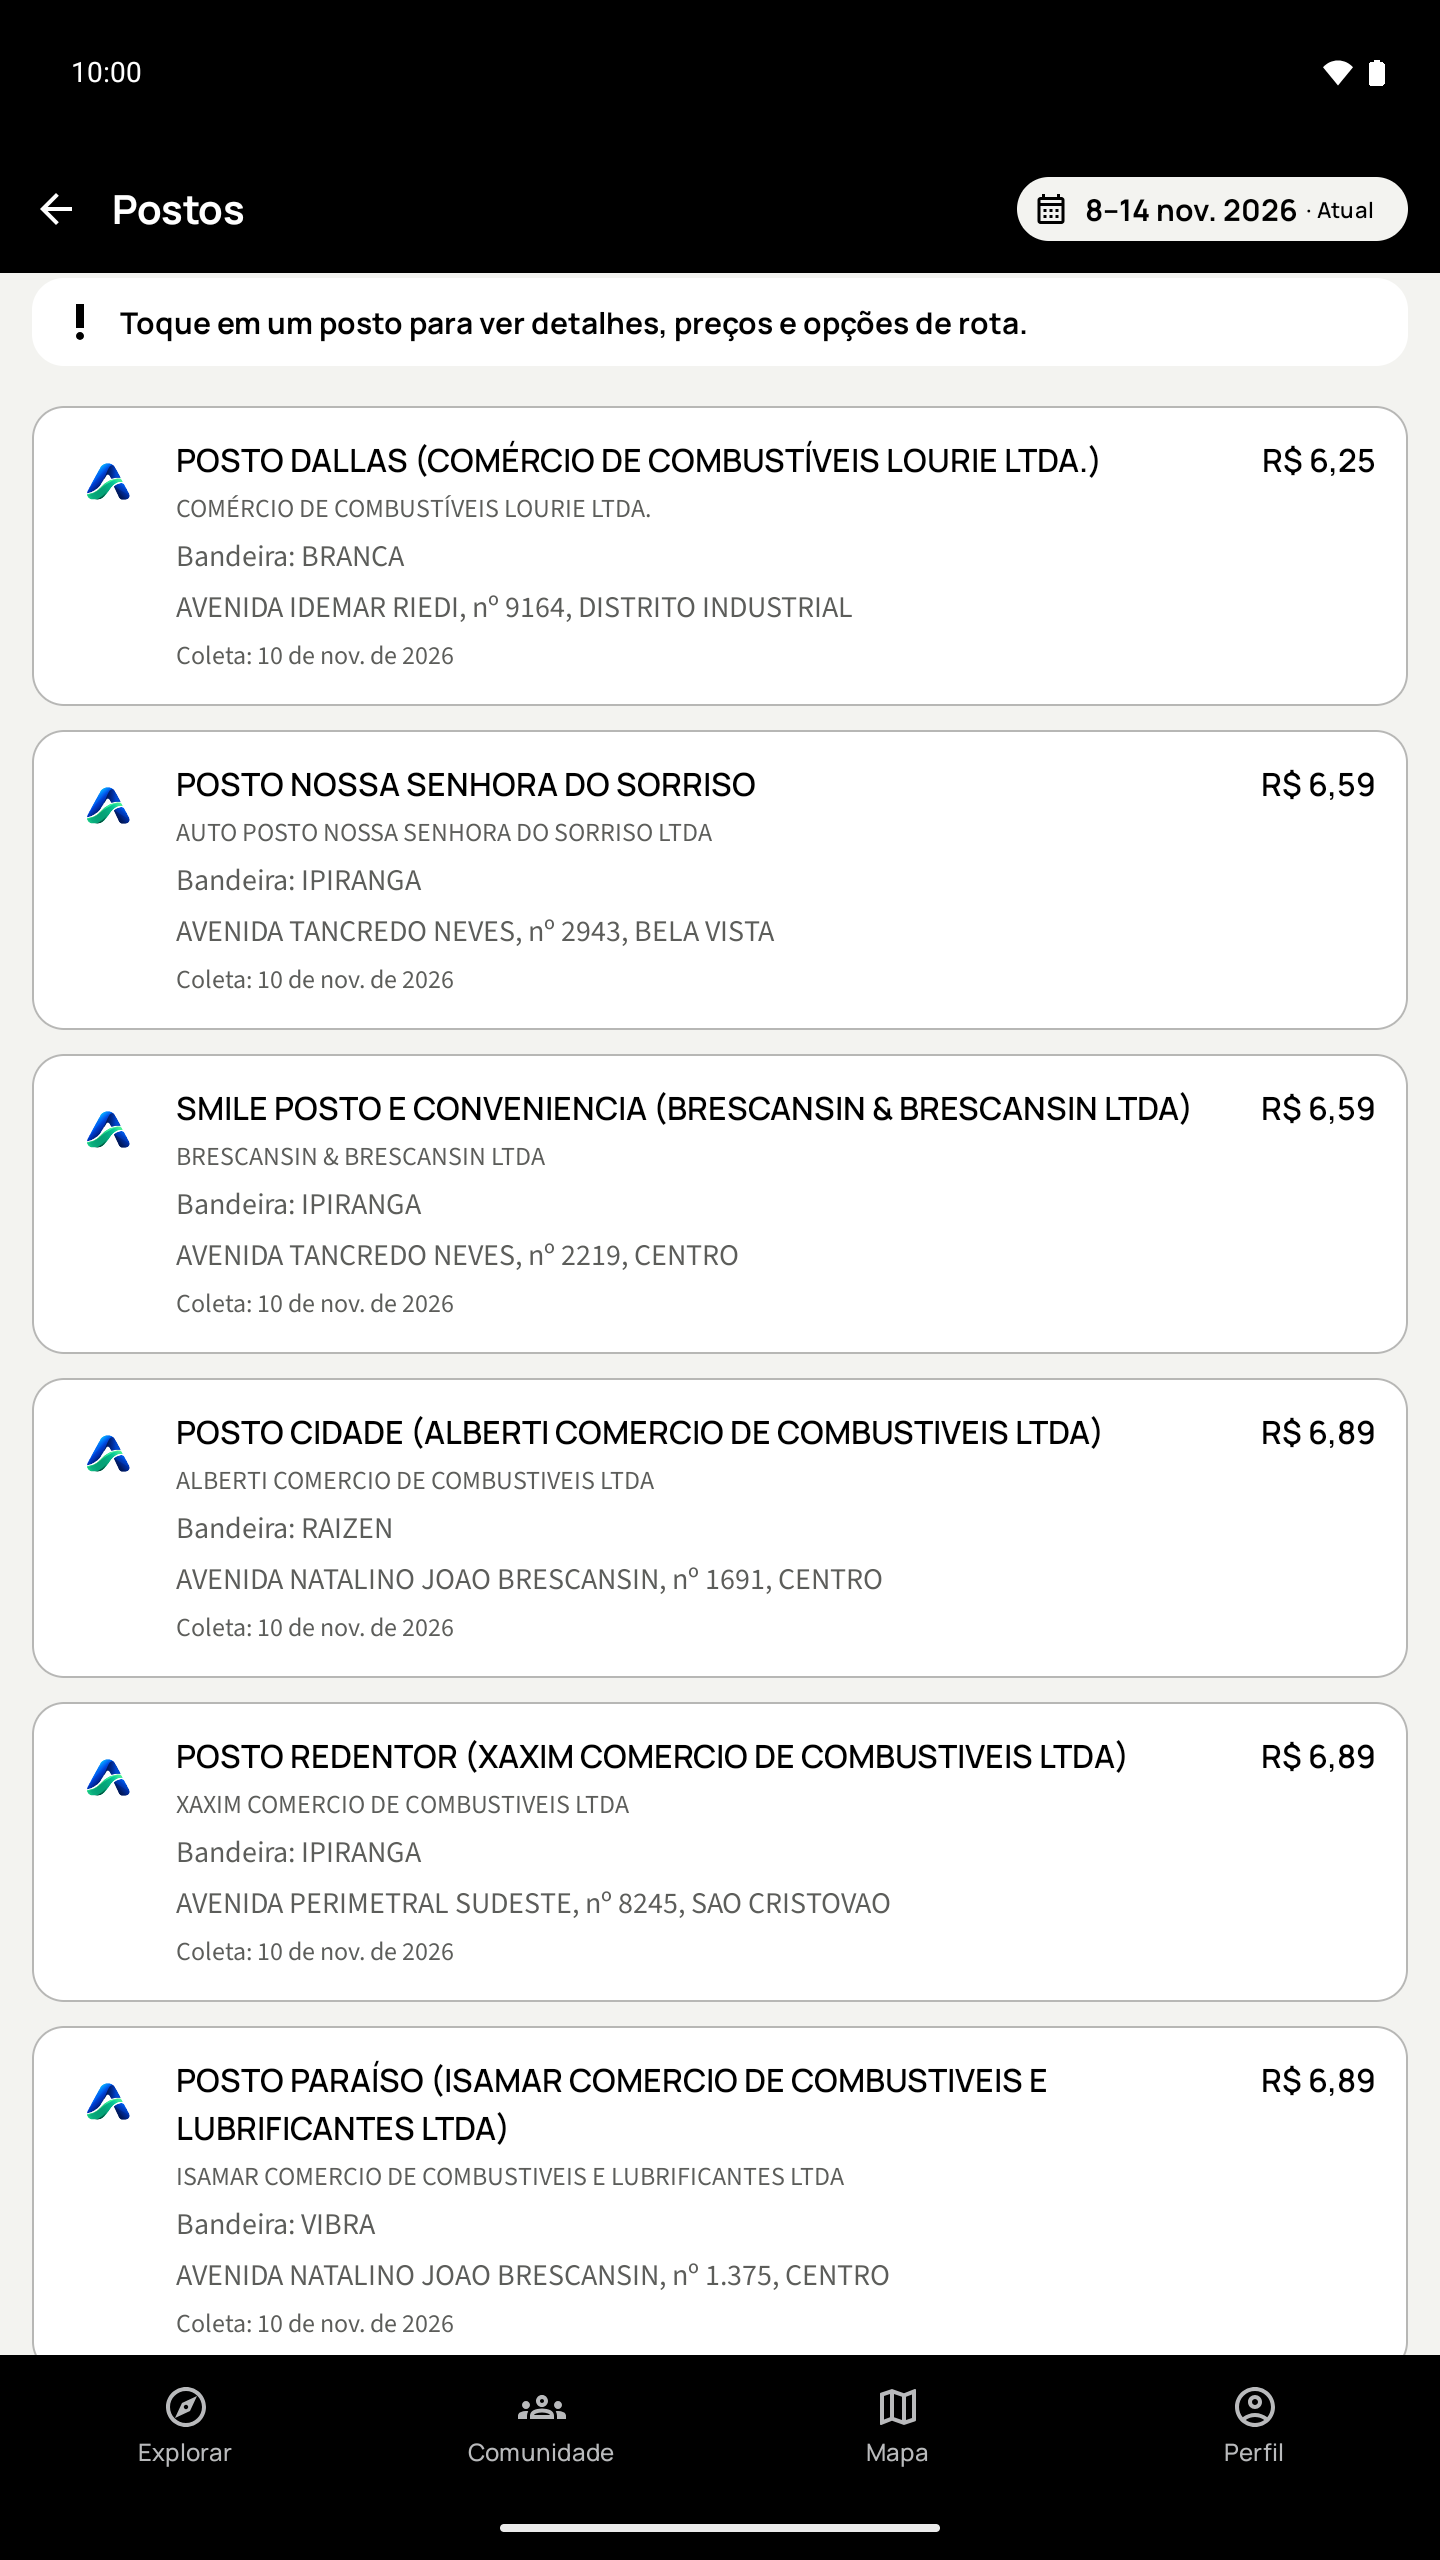 10:00
Postos
8–14 nov. 2026 · Atual
Toque em um posto para ver detalhes, preços e opções de rota.
POSTO DALLAS (COMÉRCIO DE COMBUSTÍVEIS LOURIE LTDA.) R$ 6,25
COMÉRCIO DE COMBUSTÍVEIS LOURIE LTDA.
Bandeira: BRANCA
AVENIDA IDEMAR RIEDI, nº 9164, DISTRITO INDUSTRIAL
Coleta: 10 de nov. de 2026
POSTO NOSSA SENHORA DO SORRISO R$ 6,59
AUTO POSTO NOSSA SENHORA DO SORRISO LTDA
Bandeira: IPIRANGA
AVENIDA TANCREDO NEVES, nº 2943, BELA VISTA
Coleta: 10 de nov. de 2026
SMILE POSTO E CONVENIENCIA (BRESCANSIN & BRESCANSIN LTDA) R$ 6,59
BRESCANSIN & BRESCANSIN LTDA
Bandeira: IPIRANGA
AVENIDA TANCREDO NEVES, nº 2219, CENTRO
Coleta: 10 de nov. de 2026
POSTO CIDADE (ALBERTI COMERCIO DE COMBUSTIVEIS LTDA) R$ 6,89
ALBERTI COMERCIO DE COMBUSTIVEIS LTDA
Bandeira: RAIZEN
AVENIDA NATALINO JOAO BRESCANSIN, nº 1691, CENTRO
Coleta: 10 de nov. de 2026
POSTO REDENTOR (XAXIM COMERCIO DE COMBUSTIVEIS LTDA) R$ 6,89
XAXIM COMERCIO DE COMBUSTIVEIS LTDA
Bandeira: IPIRANGA
AVENIDA PERIMETRAL SUDESTE, nº 8245, SAO CRISTOVAO
Coleta: 10 de nov. de 2026
POSTO PARAÍSO (ISAMAR COMERCIO DE COMBUSTIVEIS E R$ 6,89
LUBRIFICANTES LTDA)
ISAMAR COMERCIO DE COMBUSTIVEIS E LUBRIFICANTES LTDA
Bandeira: VIBRA
AVENIDA NATALINO JOAO BRESCANSIN, nº 1.375, CENTRO
Coleta: 10 de nov. de 2026
Explorar Comunidade Mapa Perfil